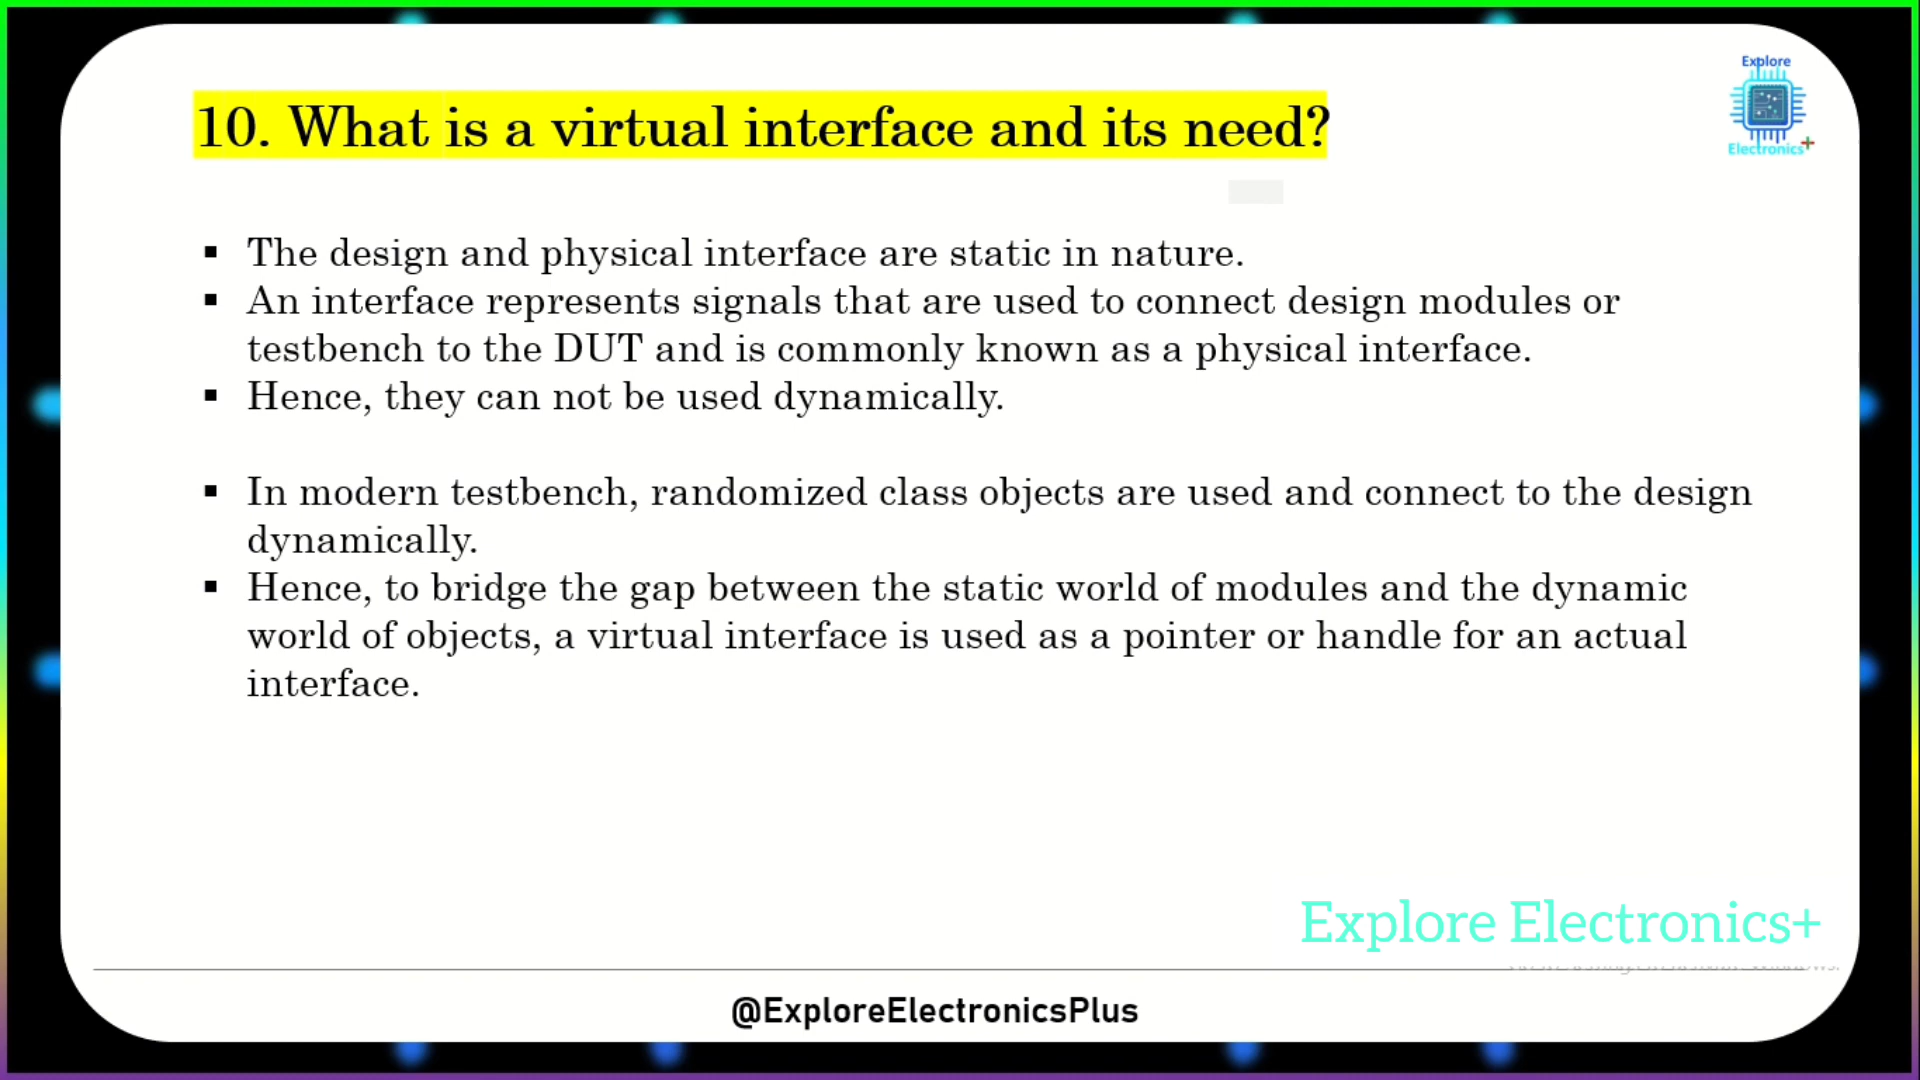 Explore
Electronics+
10. What is a virtual interface and its need?
▪ The design and physical interface are static in nature.
▪ An interface represents signals that are used to connect design modules or
testbench to the DUT and is commonly known as a physical interface.
▪ Hence, they can not be used dynamically.
▪ In modern testbench, randomized class objects are used and connect to the design
dynamically.
▪ Hence, to bridge the gap between the static world of modules and the dynamic
world of objects, a virtual interface is used as a pointer or handle for an actual
interface.
Explore Electronics+
@ExploreElectronicsPlus